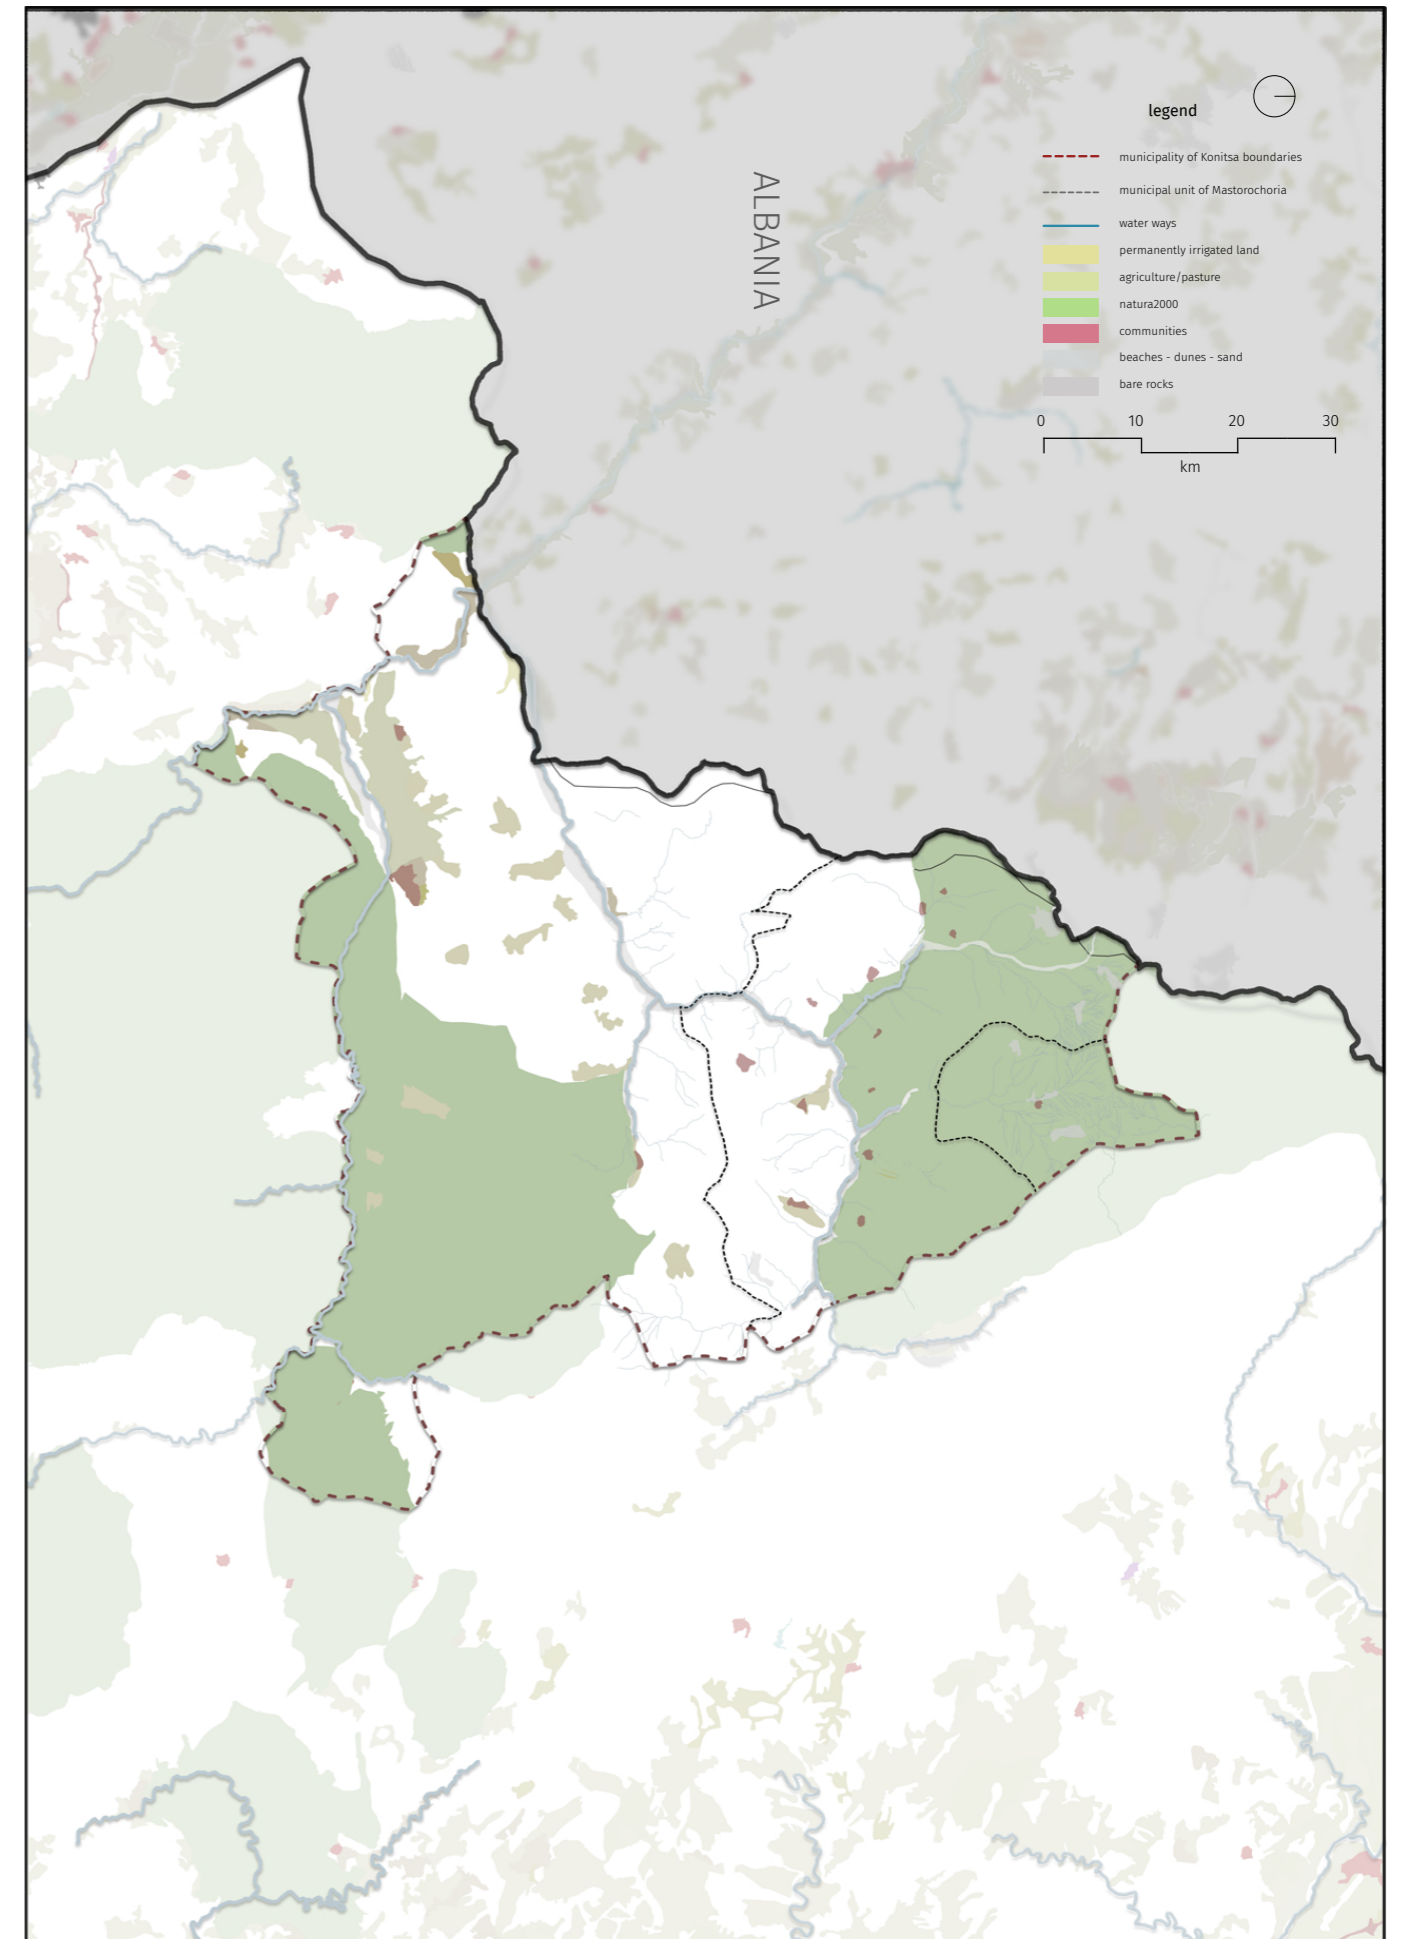 legend
municipality of Konitsa boundaries
municipal unit of Mastorochoria
water ways
permanently irrigated land
agriculture/pasture
natura2000
communities
beaches - dunes - sand
bare rocks
0 10 20 30
km
ALBANIA